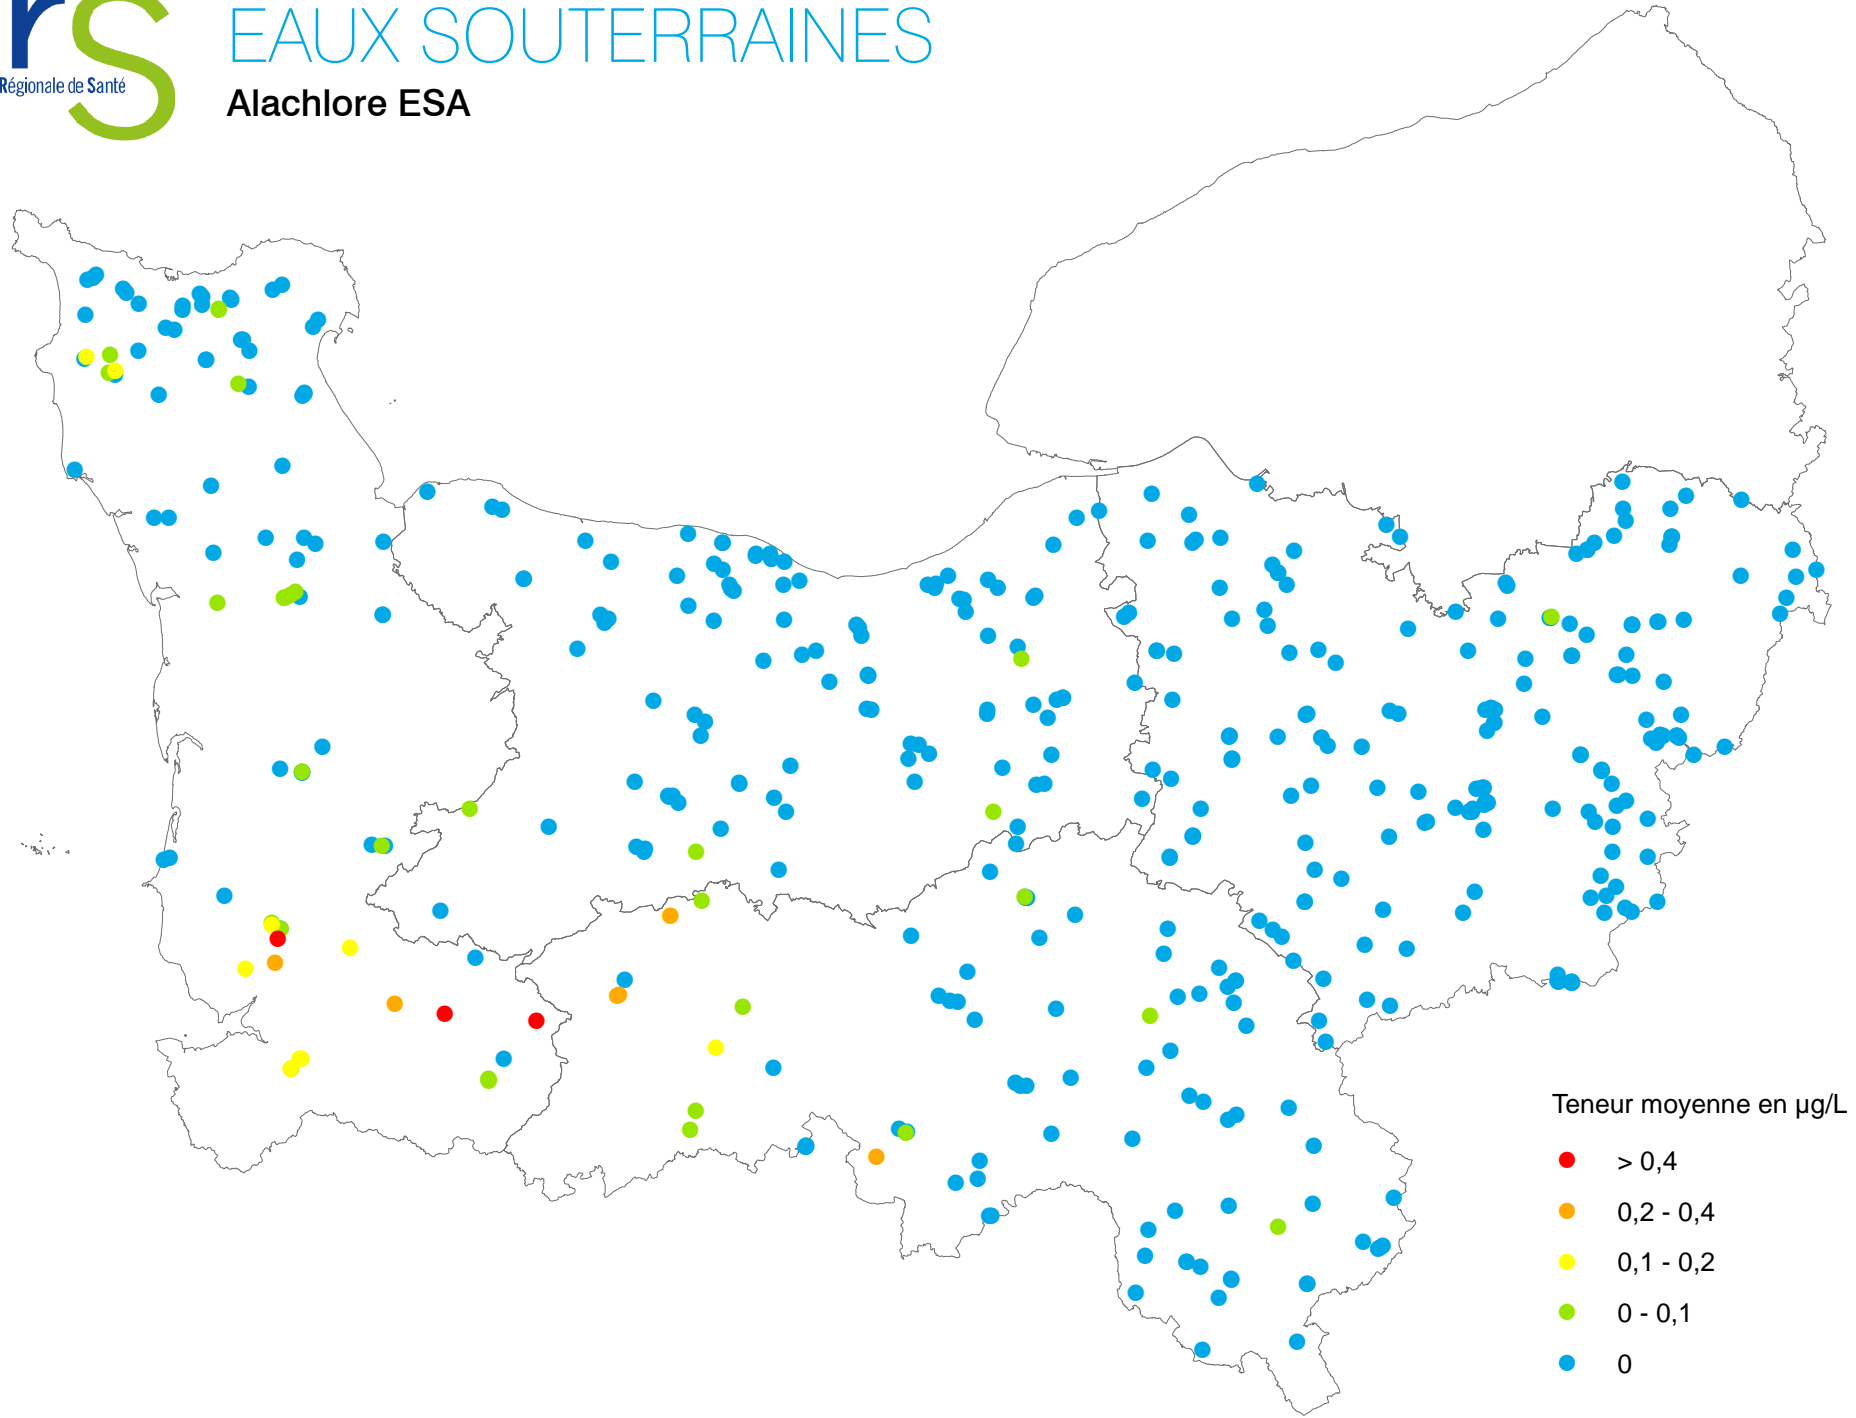 rS
Régionale de Santé
EAUX SOUTERRAINES
Alachlore ESA
Teneur moyenne en µg/L
> 0,4
0,2 - 0,4
0,1 - 0,2
0 - 0,1
0